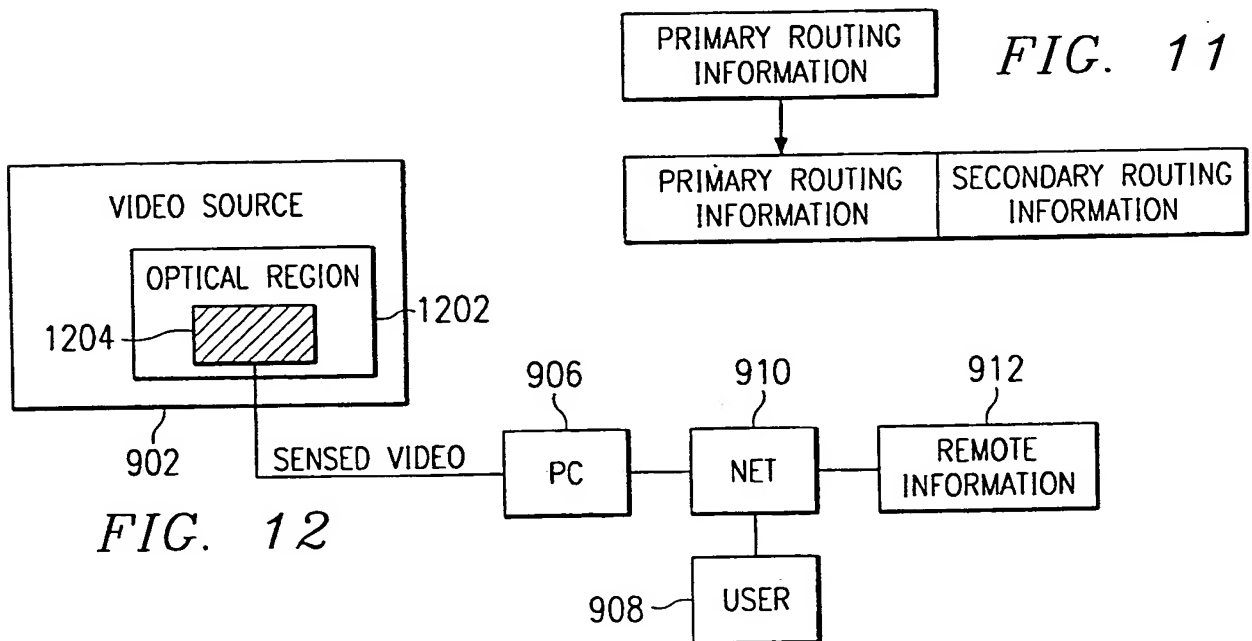 PRIMARY ROUTING
INFORMATION
FIG. 11
PRIMARY ROUTING
INFORMATION
SECONDARY ROUTING
INFORMATION
VIDEO SOURCE
OPTICAL REGION
1204
1202
902
SENSED VIDEO
906
PC
910
NET
912
REMOTE
INFORMATION
908
USER
FIG. 12